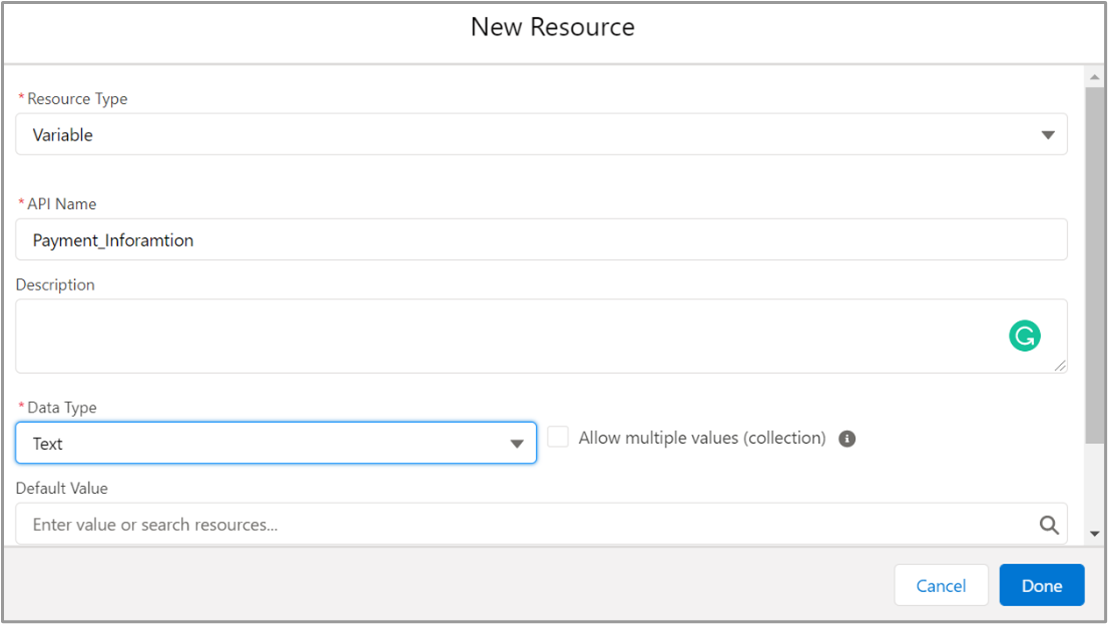 New Resource
* Resource Type
Variable
* API Name
Payment_Inforamtion
Description
* Data Type
Text
Allow multiple values (collection)
Default Value
Enter value or search resources...
Cancel Done